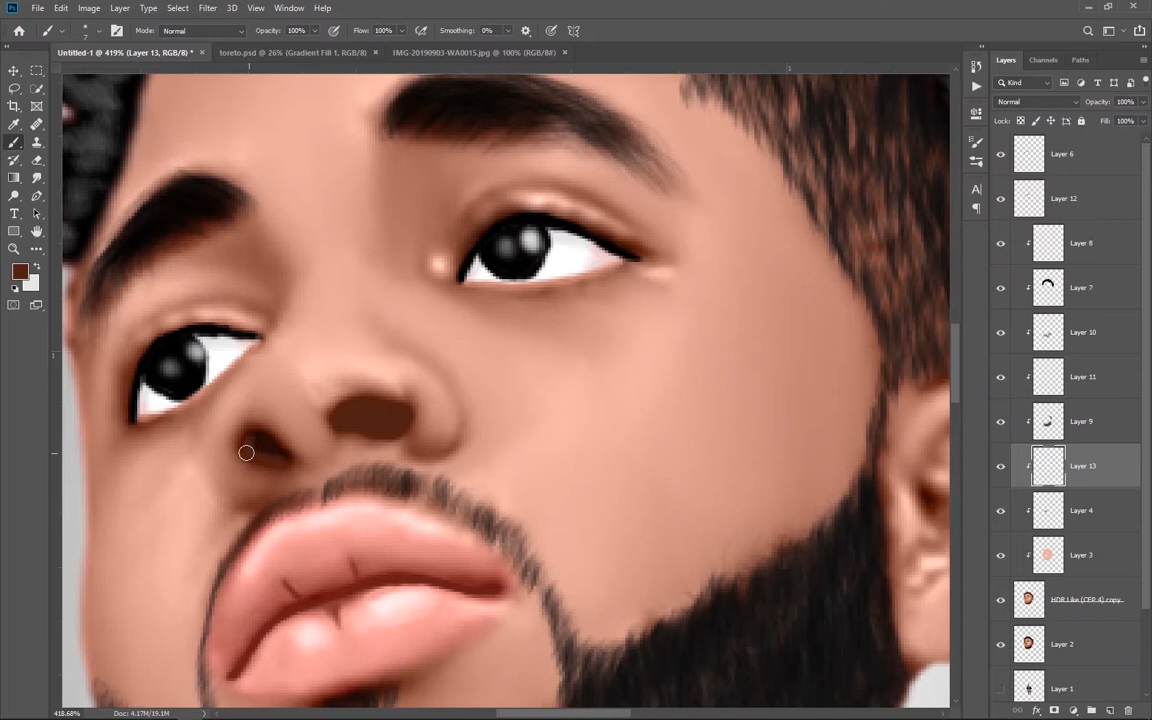 File Edit Image Layer Type Select Filter 3D View Window Help
7 Mode: Normal Opacity: 100% Flow: 100% Smoothing: 0%
Untitled-1 @ 419% (Layer 13, RGB/8) * × toreto.psd @ 26% (Gradient Fill 1, RGB/8) × IMG-20190903-WA0015.jpg @ 100% (RGB/8#) ×
1
1
Layers Channels Paths
Kind
Normal Opacity: 100%
Lock: Fill: 100%
Layer 6
Layer 12
Layer 8
Layer 7
Layer 10
Layer 11
Layer 9
Layer 13
Layer 4
Layer 3
HDR Like (CEP 4) copy
Layer 2
Layer 1
418.68% Doc: 4.17M/19.1M